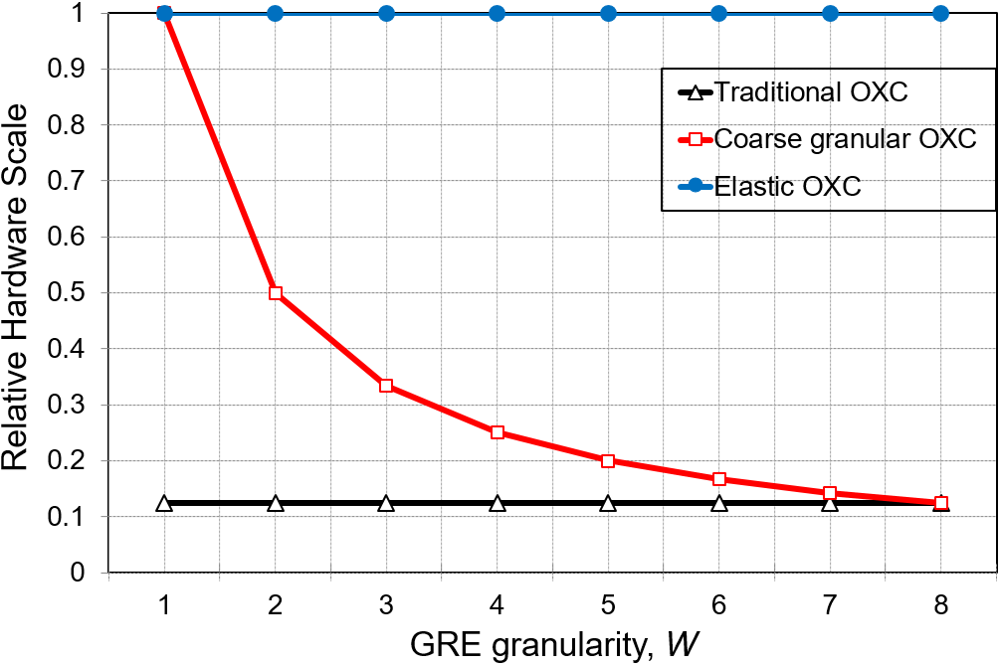 Relative Hardware Scale
1
0.9
0.8
0.7
0.6
0.5
0.4
0.3
0.2
0.1
0
Traditional OXC
Coarse granular OXC
Elastic OXC
1 2 3 4 5 6 7 8
GRE granularity, W